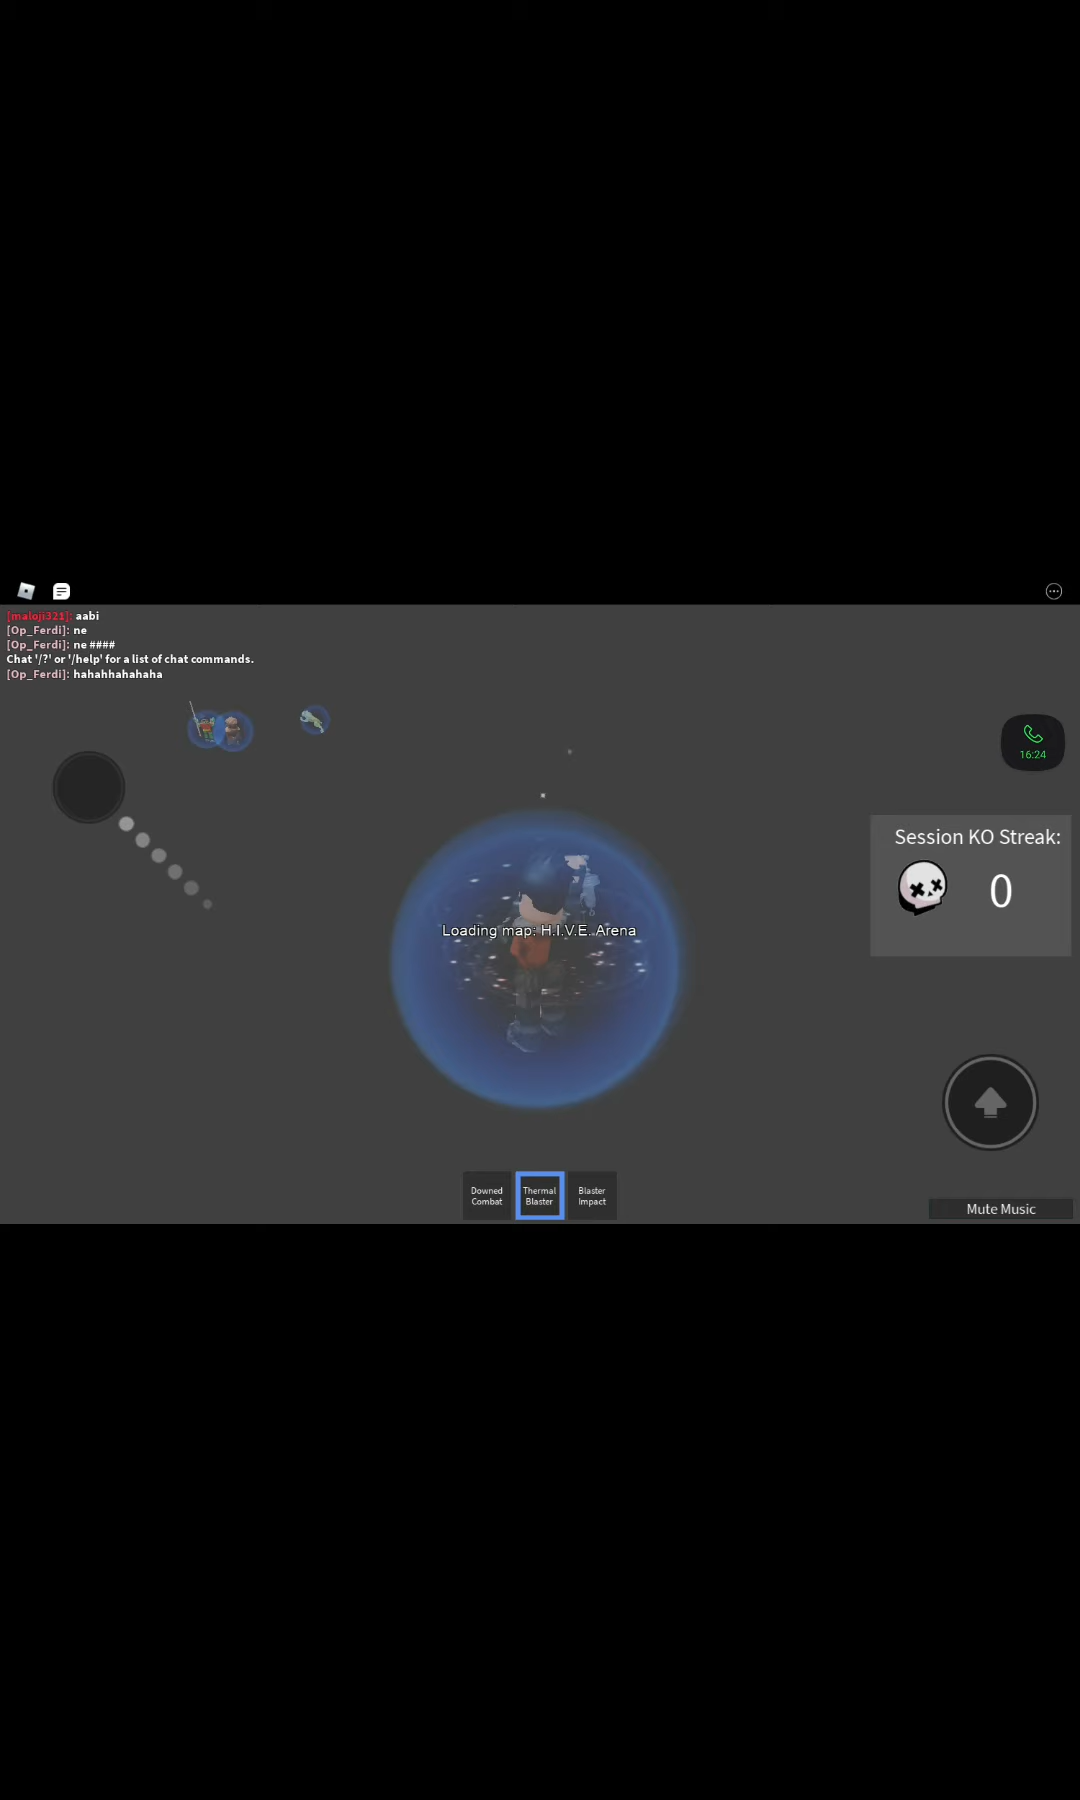 [maloji321]: aabi
[Op_Ferdi]: ne
[Op_Ferdi]: ne ####
Chat '/?' or '/help' for a list of chat commands.
[Op_Ferdi]: hahahhahahaha
16:24
Session KO Streak:
0
Loading map: H.I.V.E. Arena
Downed
Combat
Thermal
Blaster
Blaster
Impact
Mute Music